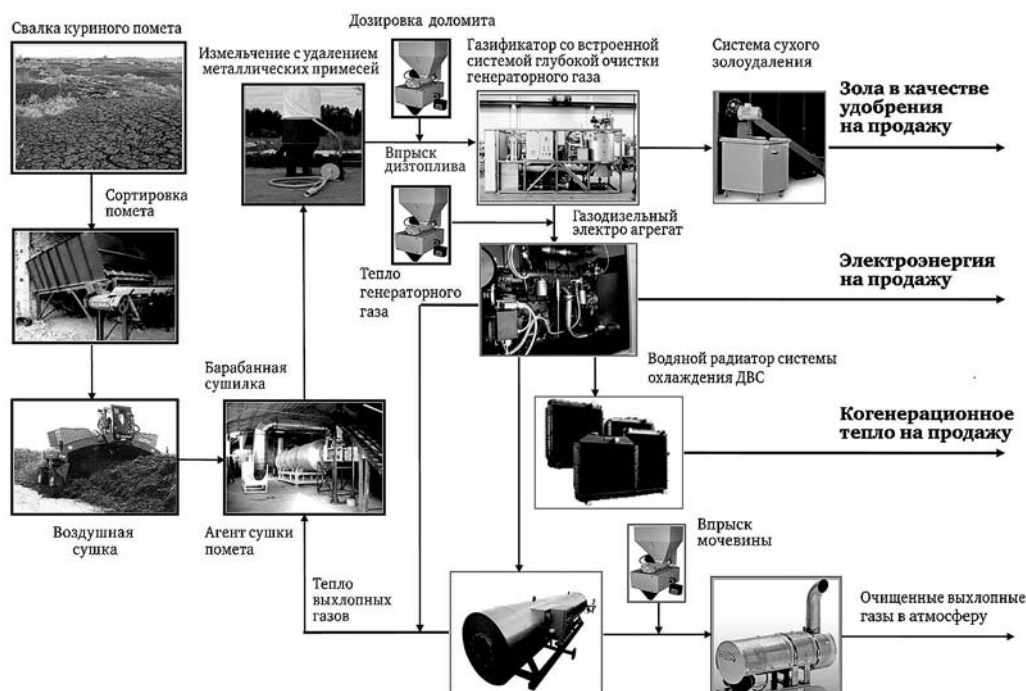 Свалка куриного помета
Дозировка доломита
Измельчение с удалением
металлических примесей
Газификатор со встроенной
системой глубокой очистки
генераторного газа
Система сухого
золоудаления
Зола в качестве
удобрения
на продажу
Впрыск
дизтоплива
Сортировка
помета
Газодизельный
электро агрегат
Электроэнергия
на продажу
Тепло
генераторного
газа
Водяной радиатор системы
охлаждения ДВС
Барабанная
сушилка
Когенерационное
тепло на продажу
Воздушная
сушка
Агент сушки
помета
Впрыск
мочевины
Тепло
выхлопных
газов
Очищенные выхлопные
газы в атмосферу